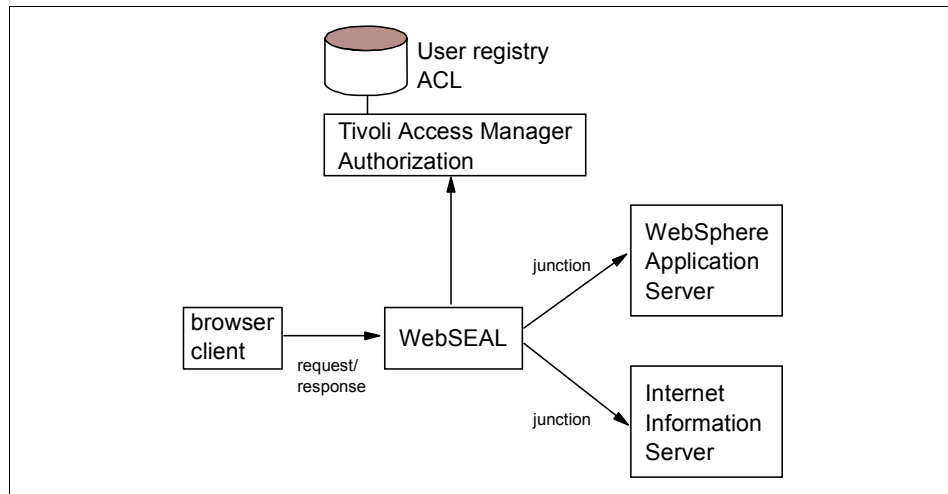 User registry
ACL
Tivoli Access Manager
Authorization
WebSphere
Application
Server
junction
browser
client
request/
response
WebSEAL
junction
Internet
Information
Server